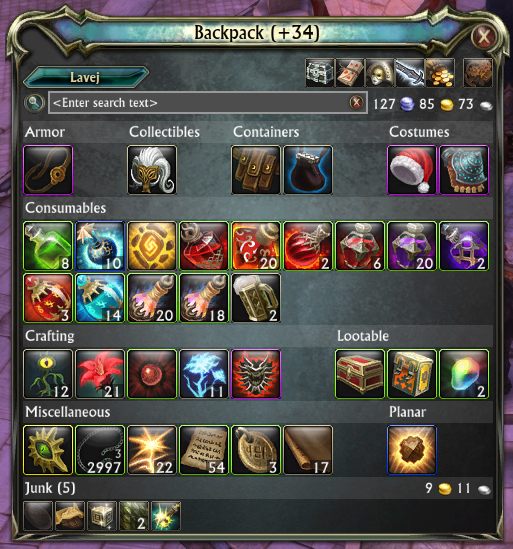 Backpack (+34)
Lavej
<Enter search text>
127 85 73
Armor Collectibles Containers Costumes
Consumables
8 10 20 2 6 20 2
3 14 20 18 2
Crafting Lootable
12 21 11 2
Miscellaneous Planar
3
2997 22 54 3 17
Junk (5) 9 11
2